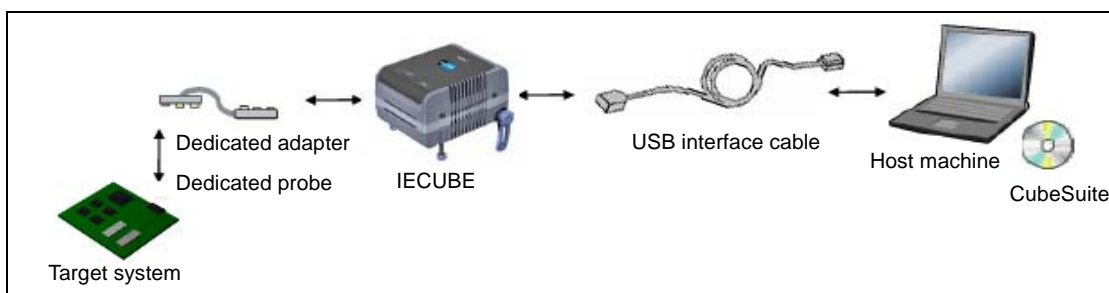 Dedicated adapter
Dedicated probe
IECUBE
USB interface cable
Host machine
CubeSuite
Target system